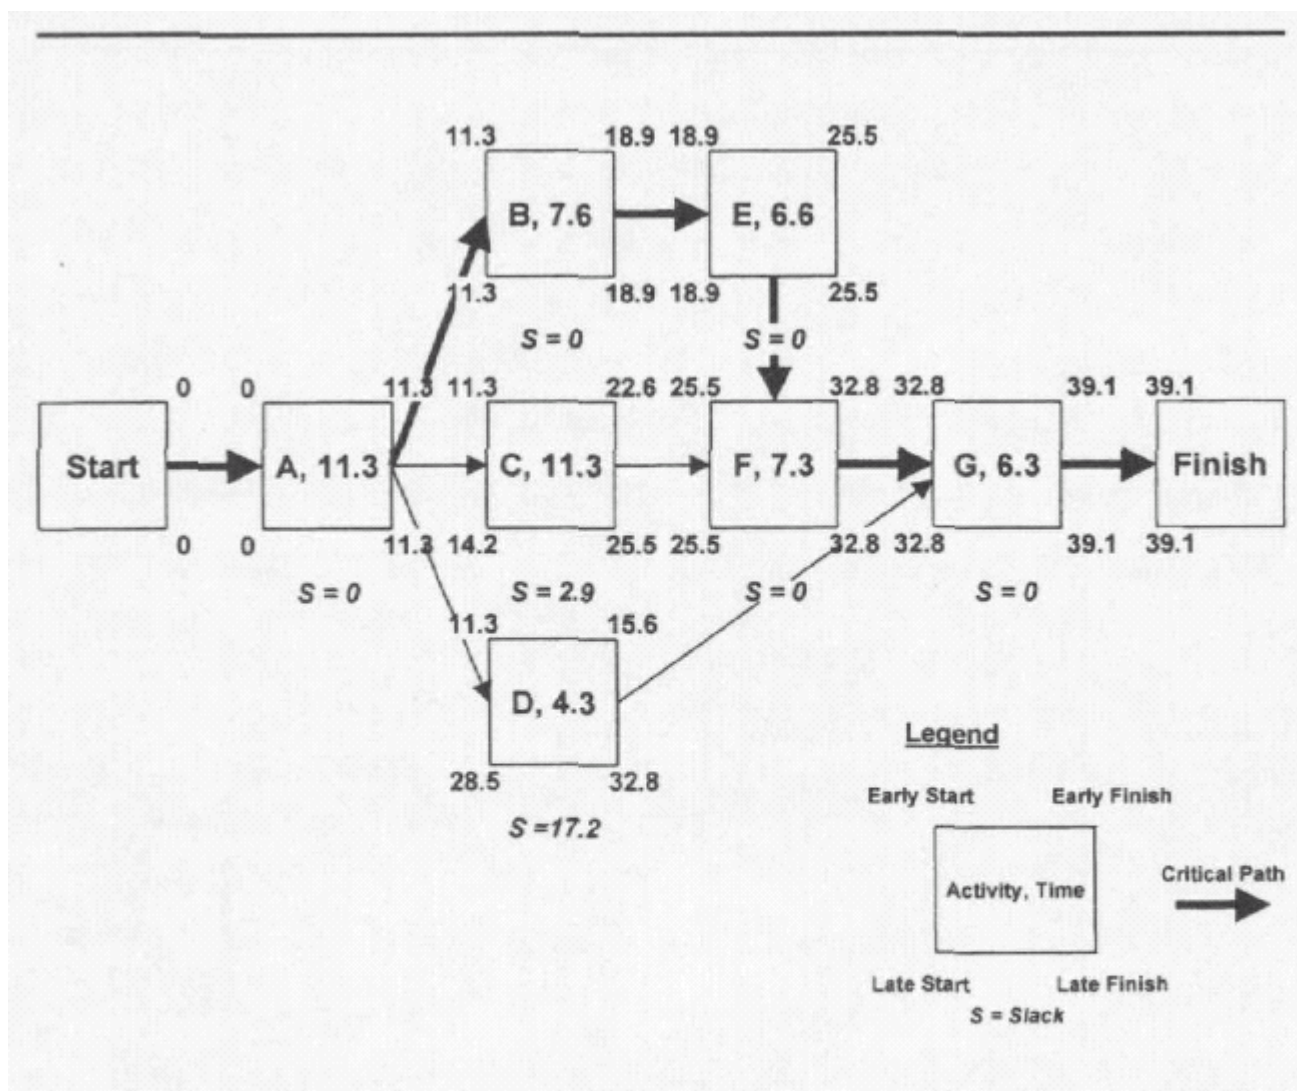 11.3 18.9 18.9 25.5
B, 7.6 E, 6.6
11.3 18.9 18.9 25.5
S = 0 S = 0
0 0 11.3 11.3 22.6 25.5 32.8 32.8 39.1 39.1
Start A, 11.3 C, 11.3 F, 7.3 G, 6.3 Finish
0 0 11.3 14.2 25.5 25.5 32.8 32.8 39.1 39.1
S = 0 S = 2.9 S = 0 S = 0
11.3 15.6
D, 4.3
28.5 32.8
S =17.2
Legend
Early Start Early Finish
Activity, Time
Critical Path
Late Start Late Finish
S = Slack